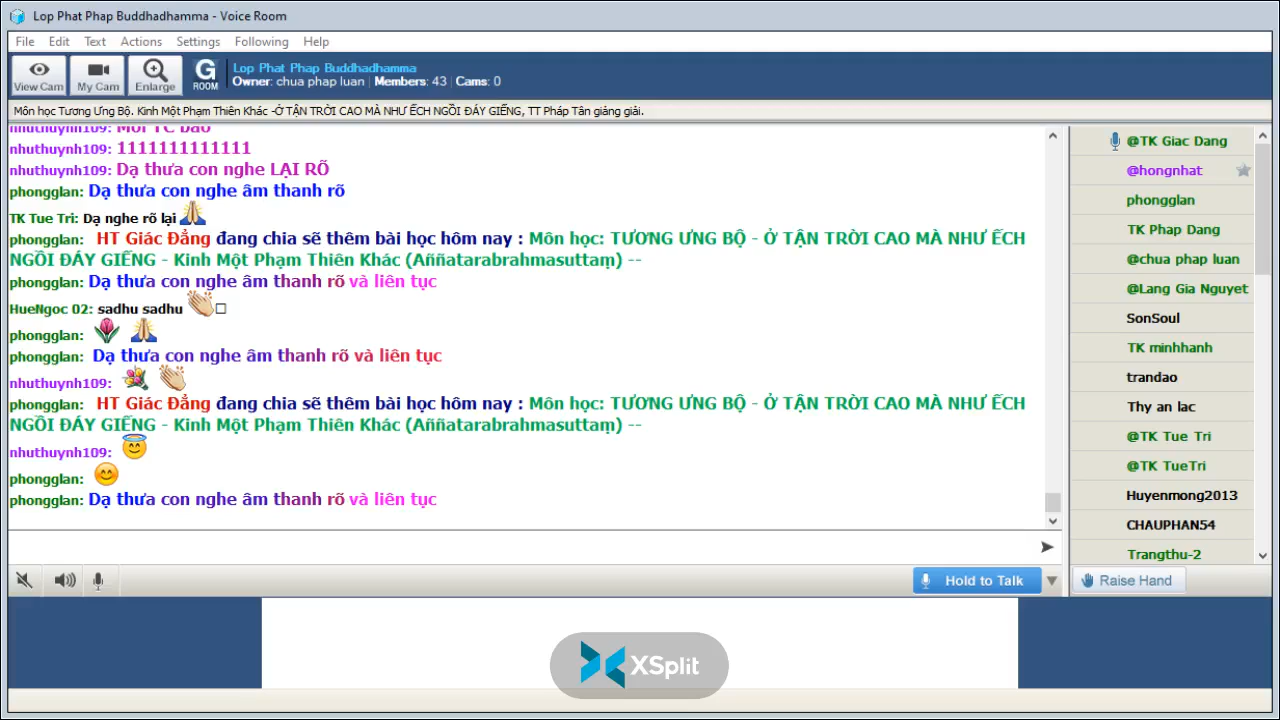 Lop Phat Phap Buddhadhamma - Voice Room
File Edit Text Actions Settings Following Help
View Cam My Cam Enlarge G ROOM
Lop Phat Phap Buddhadhamma
Owner: chua phap luan | Members: 43 | Cams: 0
Môn học Tương Ưng Bộ. Kinh Một Phạm Thiên Khác -Ở TẬN TRỜI CAO MÀ NHƯ ẾCH NGỒI ĐÁY GIẾNG, TT Pháp Tân giảng giải.
nhuthuynh109:
nhuthuynh109: 1111111111111
nhuthuynh109: Dạ thưa con nghe LẠI RÕ
phongglan: Dạ thưa con nghe âm thanh rõ
TK Tue Tri: Dạ nghe rõ lại
phongglan: HT Giác Đẳng đang chia sẽ thêm bài học hôm nay : Môn học: TƯƠNG ƯNG BỘ - Ở TẬN TRỜI CAO MÀ NHƯ ẾCH
NGỒI ĐÁY GIẾNG - Kinh Một Phạm Thiên Khác (Aññatarabrahmasuttaṃ) --
phongglan: Dạ thưa con nghe âm thanh rõ và liên tục
HueNgoc 02: sadhu sadhu
phongglan:
phongglan: Dạ thưa con nghe âm thanh rõ và liên tục
nhuthuynh109:
phongglan: HT Giác Đẳng đang chia sẽ thêm bài học hôm nay : Môn học: TƯƠNG ƯNG BỘ - Ở TẬN TRỜI CAO MÀ NHƯ ẾCH
NGỒI ĐÁY GIẾNG - Kinh Một Phạm Thiên Khác (Aññatarabrahmasuttaṃ) --
nhuthuynh109:
phongglan:
phongglan: Dạ thưa con nghe âm thanh rõ và liên tục
@TK Giac Dang
@hongnhat
phongglan
TK Phap Dang
@chua phap luan
@Lang Gia Nguyet
SonSoul
TK minhhanh
trandao
Thy an lac
@TK Tue Tri
@TK TueTri
Huyenmong2013
CHAUPHAN54
Trangthu-2
Hold to Talk
Raise Hand
XSplit